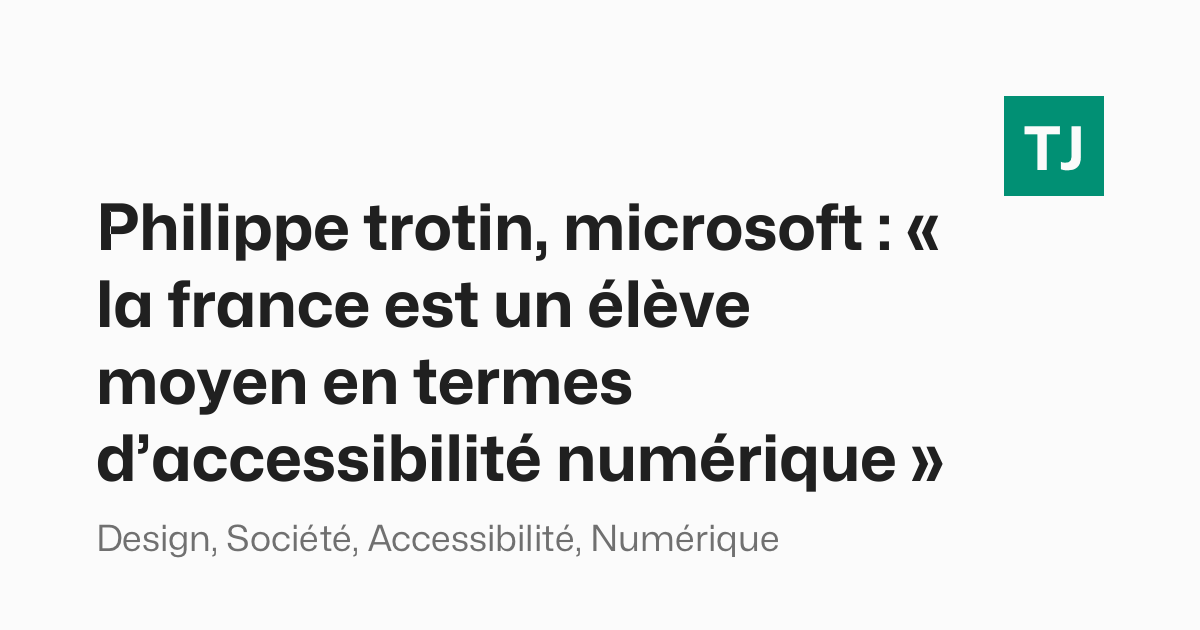 TJ
Philippe trotin, microsoft : «
la france est un élève
moyen en termes
d’accessibilité numérique »
Design, Société, Accessibilité, Numérique